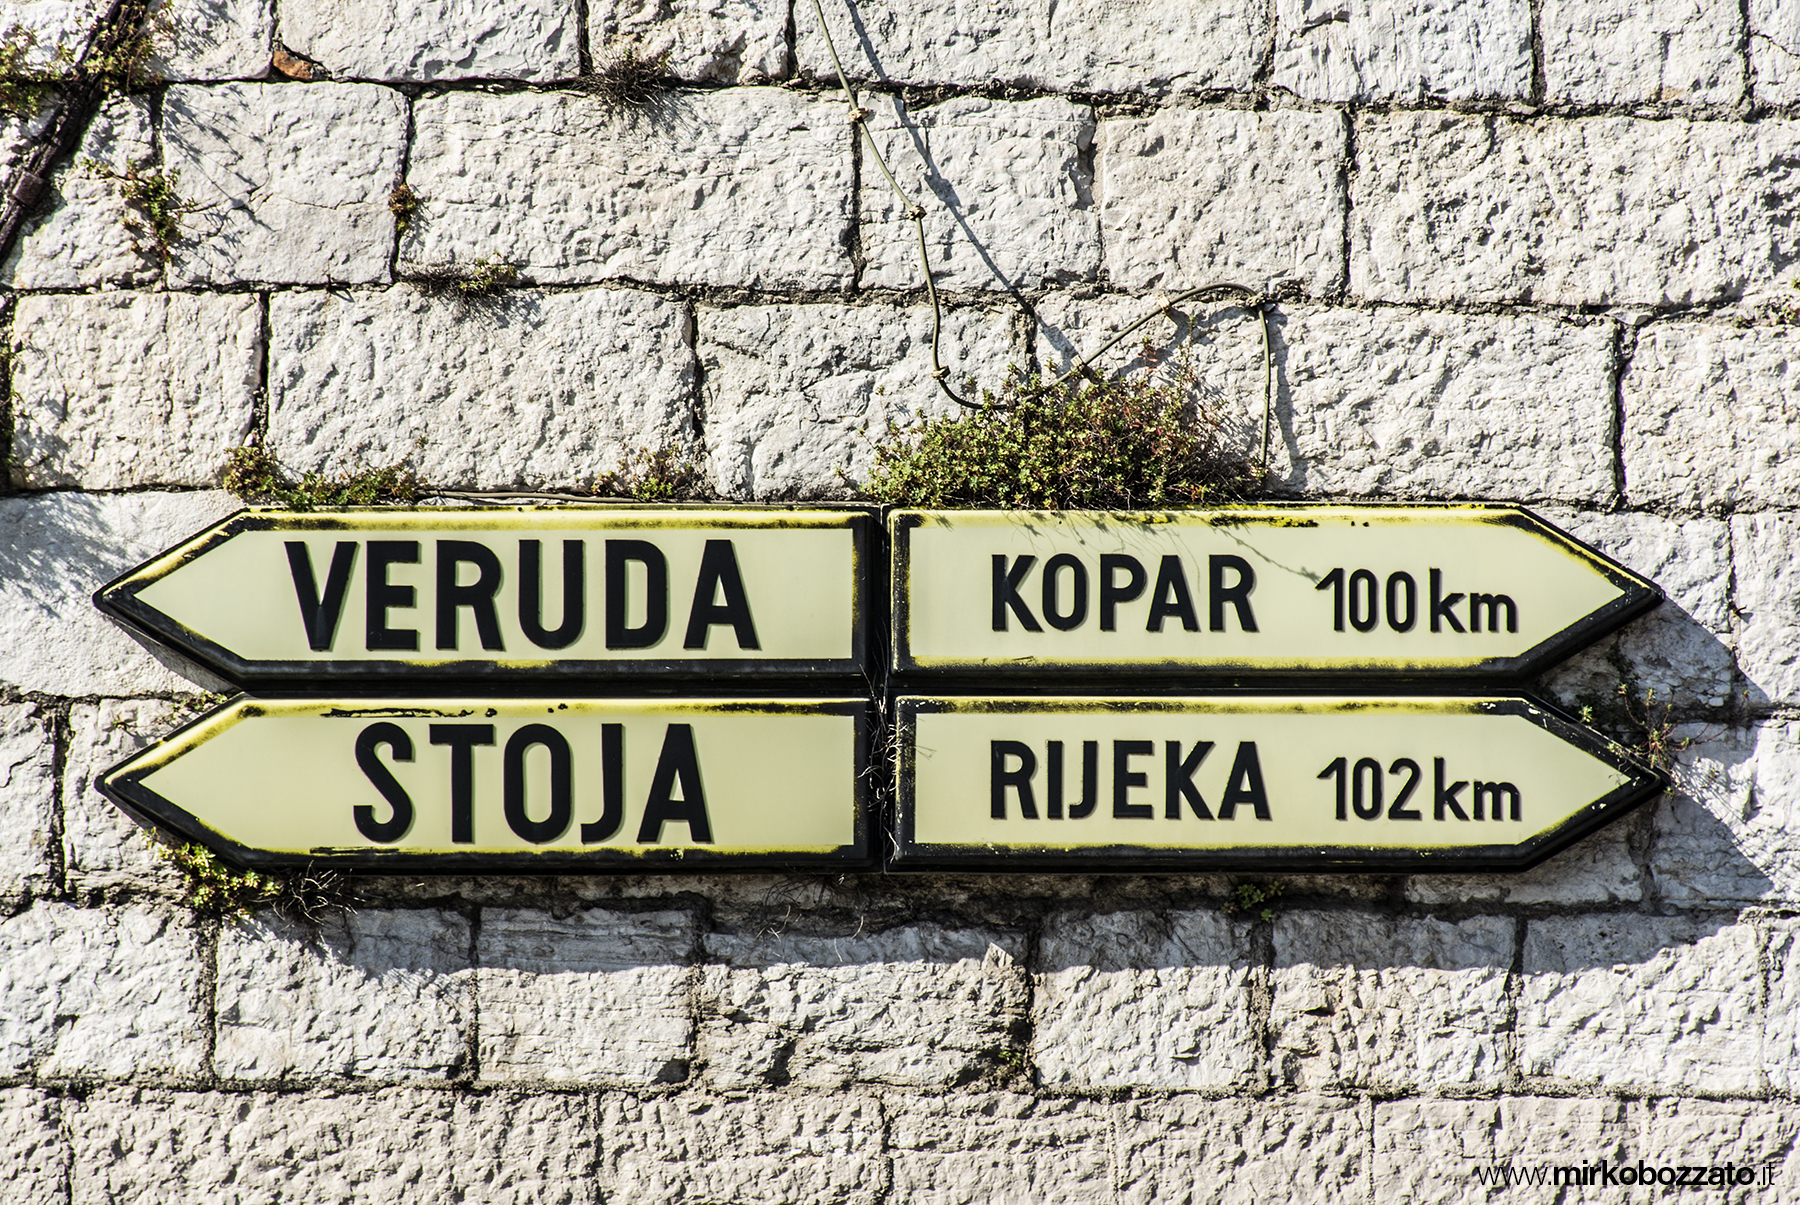 VERUDA
KOPAR 100km
STOJA
RIJEKA 102km
www.mirkobozzato.it